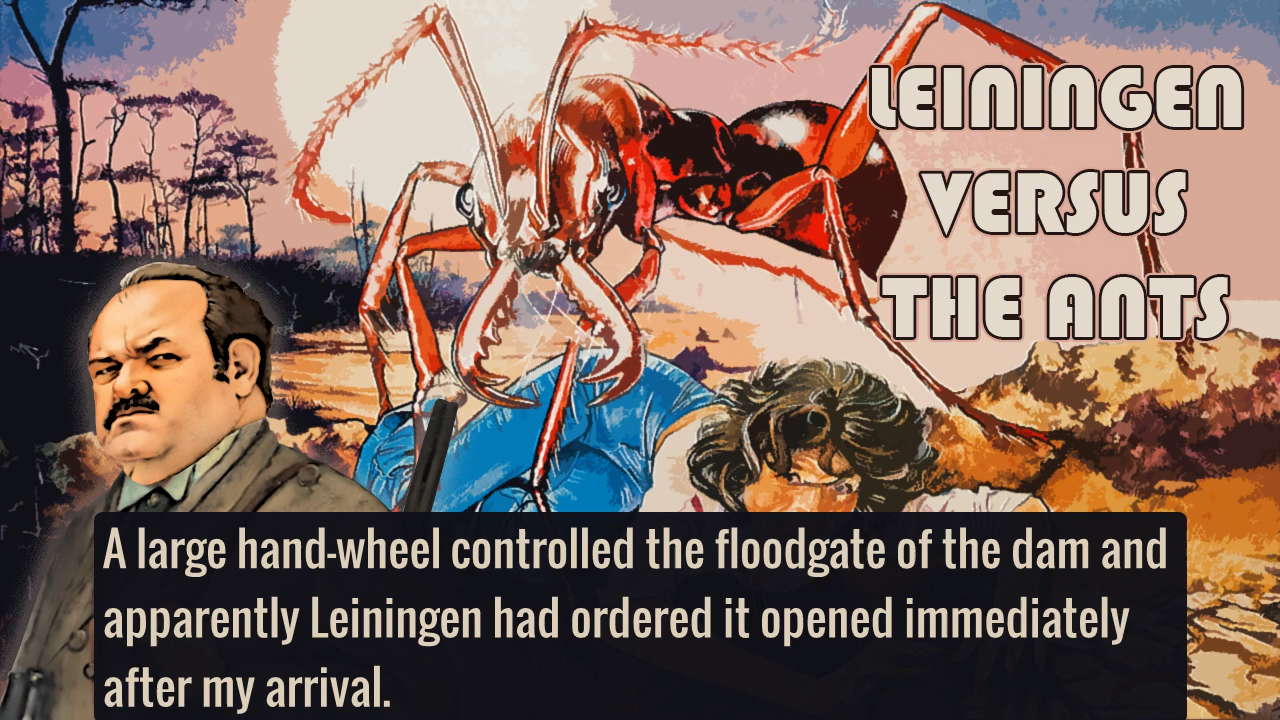 LEININGEN
VERSUS
THE ANTS
A large hand-wheel controlled the floodgate of the dam and
apparently Leiningen had ordered it opened immediately
after my arrival.